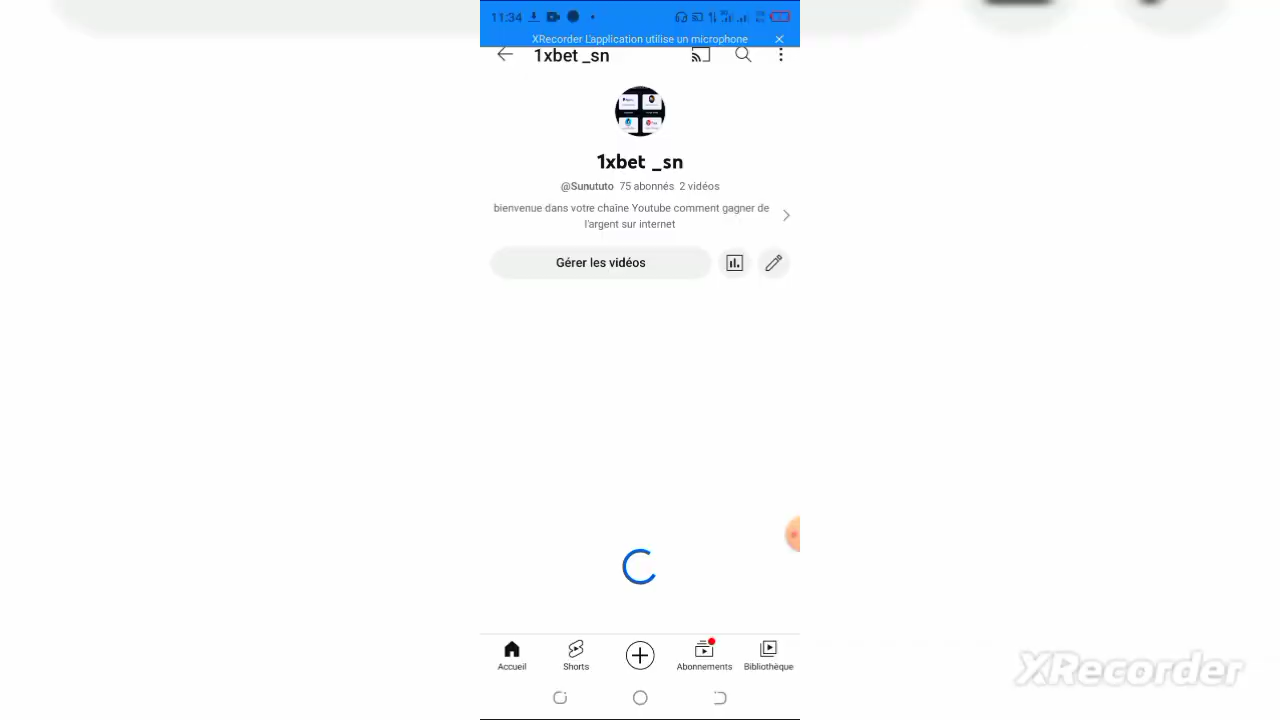 11:34
XRecorder L'application utilise un microphone
1xbet _sn
1xbet _sn
@Sunututo 75 abonnés 2 vidéos
bienvenue dans votre chaîne Youtube comment gagner de
l'argent sur internet
Gérer les vidéos
Accueil
Shorts
Abonnements
Bibliothèque
XRecorder